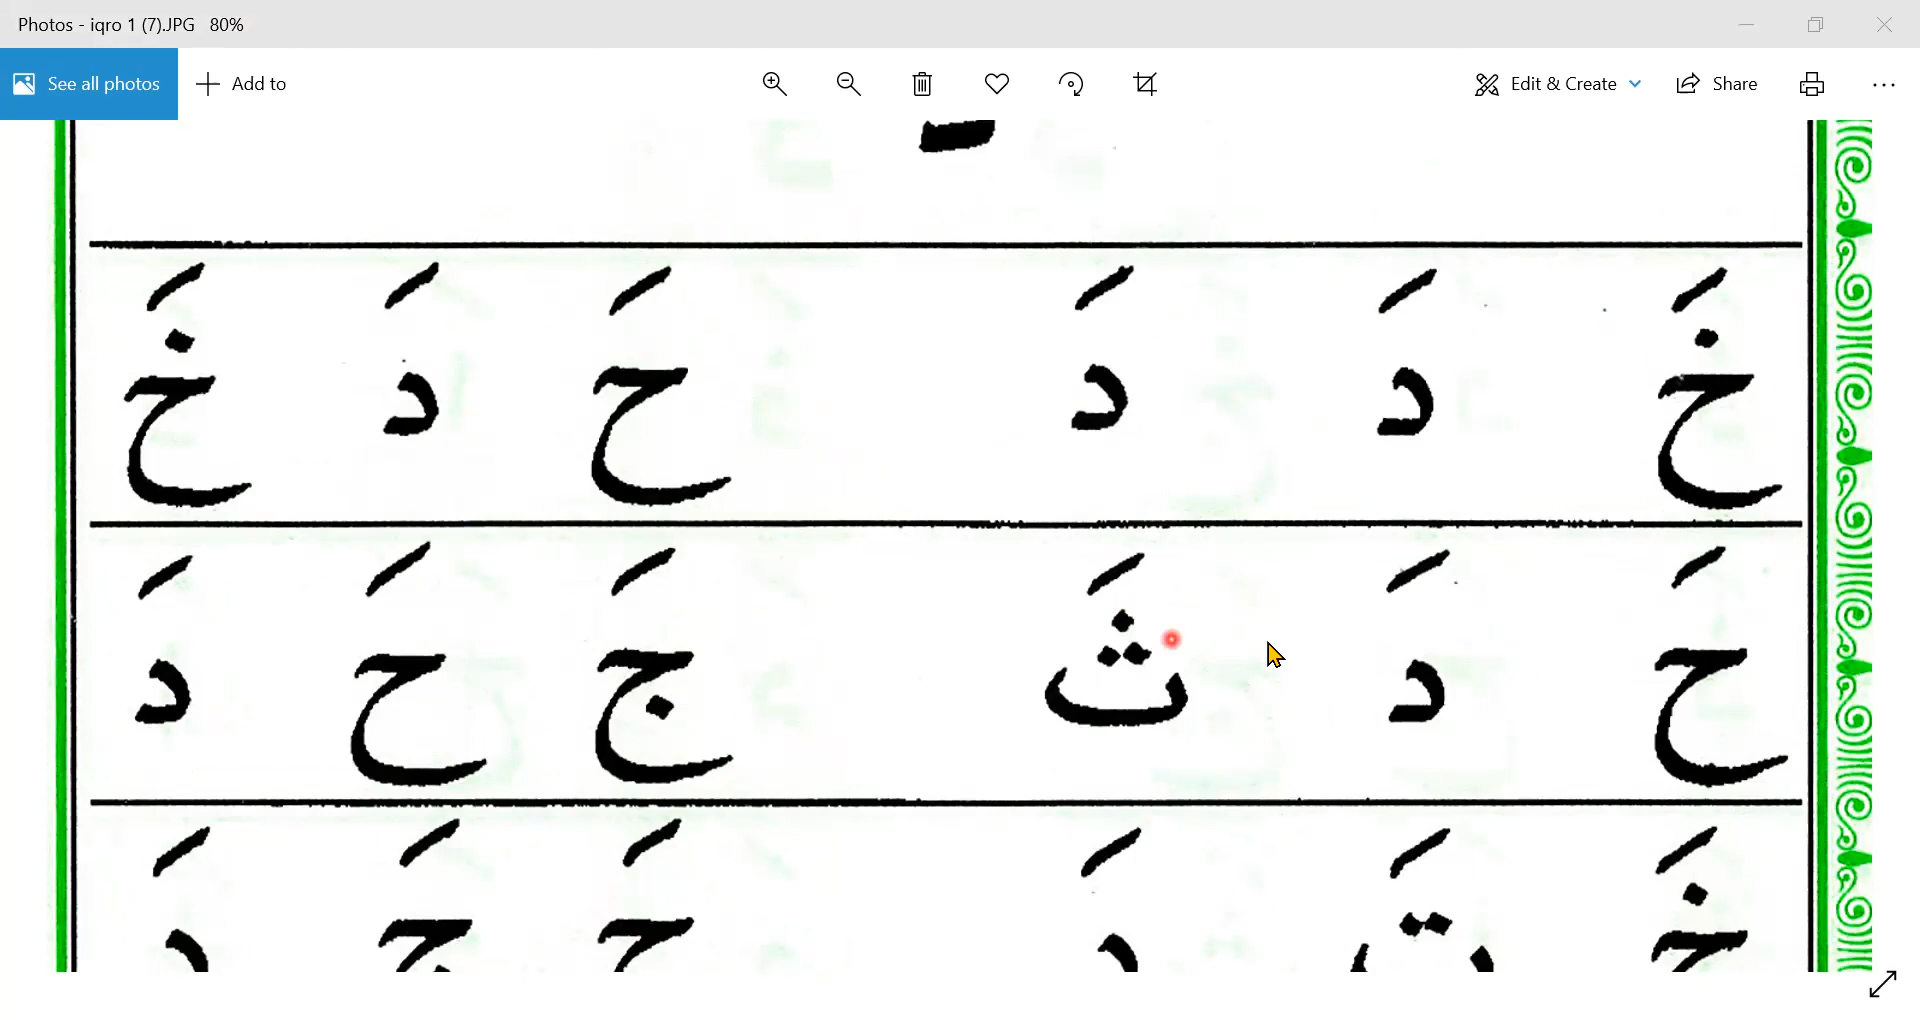 Photos - iqro 1 (7).JPG 80%
See all photos
Add to
Edit & Create
Share
خَ دَ دَ حَ دَ خَ
حَ دَ ثَ جَ حَ دَ